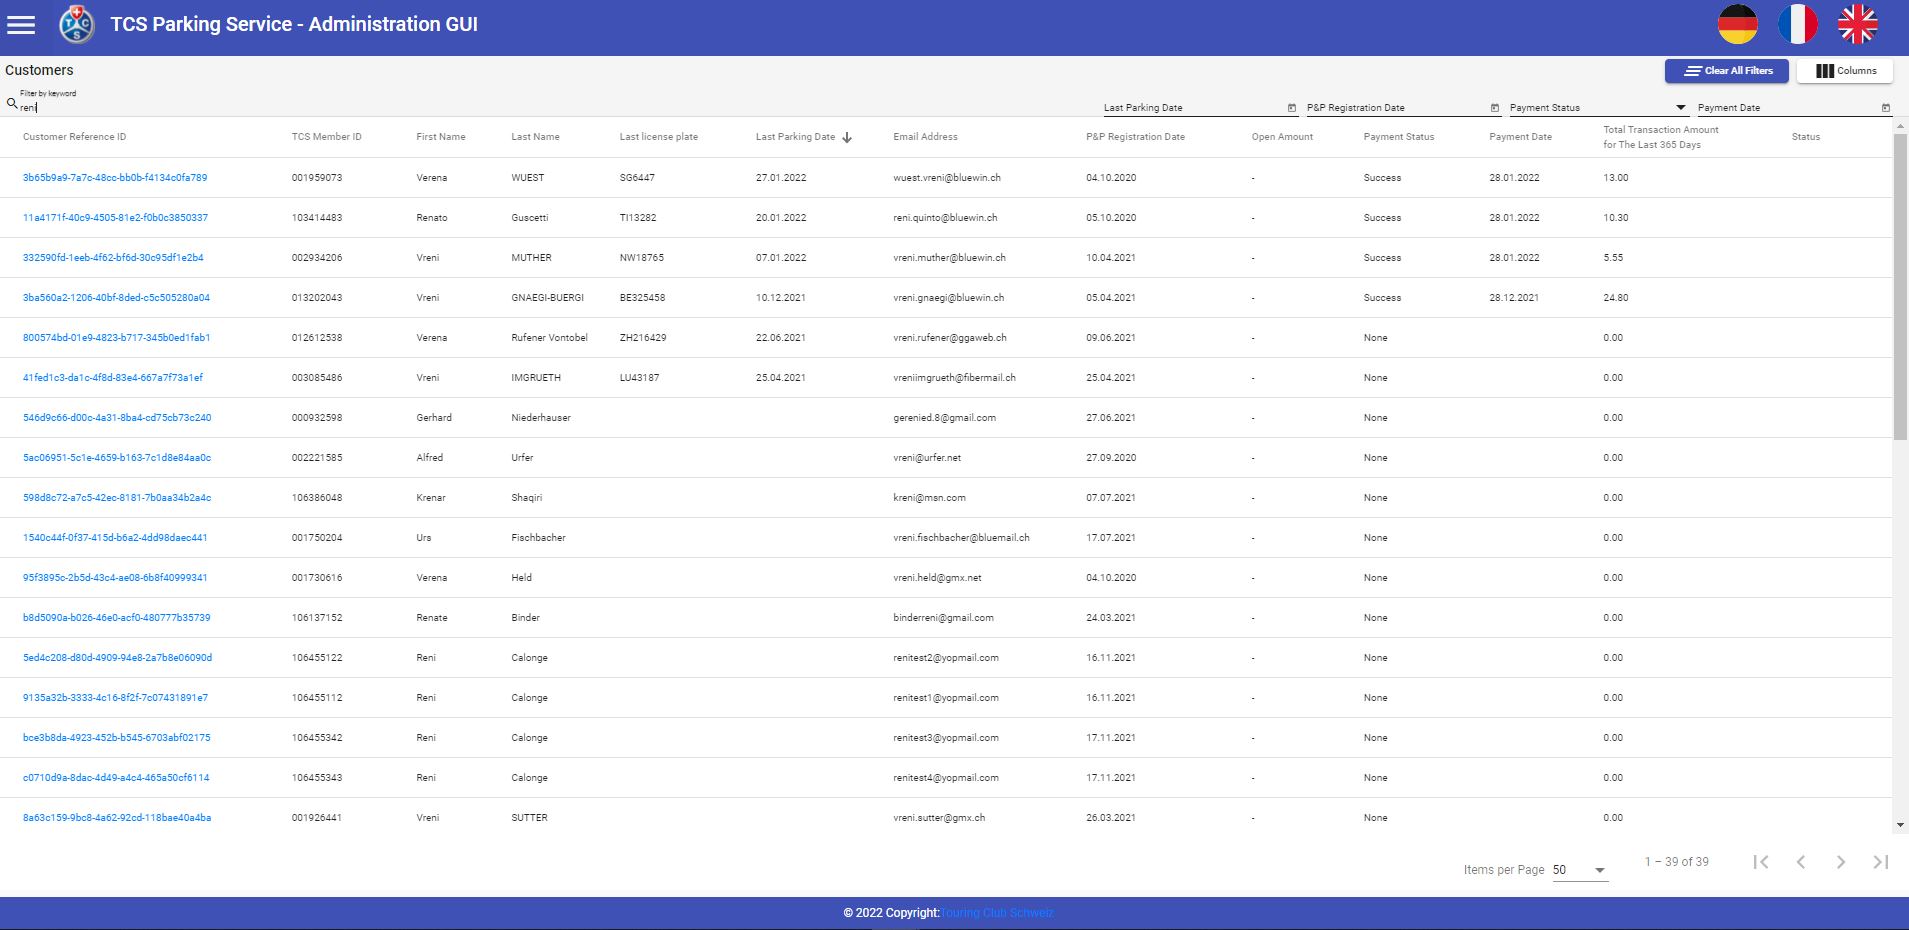 TCS Parking Service - Administration GUI
Customers
Clear All Filters
Columns
Filter by keyword
reni
Last Parking Date
P&P Registration Date
Payment Status
Payment Date
Customer Reference ID TCS Member ID First Name Last Name Last license plate Last Parking Date Email Address P&P Registration Date Open Amount Payment Status Payment Date Total Transaction Amount for The Last 365 Days Status
3b65b9a9-7a7c-48cc-bb0b-f4134c0fa789 001959073 Verena WUEST SG6447 27.01.2022 wuest.vreni@bluewin.ch 04.10.2020 - Success 28.01.2022 13.00
11a4171f-40c9-4505-81e2-f0b0c3850337 103414483 Renato Guscetti TI13282 20.01.2022 reni.quinto@bluewin.ch 05.10.2020 - Success 28.01.2022 10.30
332590fd-1eeb-4f62-bf6d-30c95df1e2b4 002934206 Vreni MUTHER NW18765 07.01.2022 vreni.muther@bluewin.ch 10.04.2021 - Success 28.01.2022 5.55
3ba560a2-1206-40bf-8ded-c5c505280a04 013202043 Vreni GNAEGI-BUERGI BE325458 10.12.2021 vreni.gnaegi@bluewin.ch 05.04.2021 - Success 28.12.2021 24.80
800574bd-01e9-4823-b717-345b0ed1fab1 012612538 Verena Rufener Vontobel ZH216429 22.06.2021 vreni.rufener@ggaweb.ch 09.06.2021 - None 0.00
41fed1c3-da1c-4f8d-83e4-667a7f73a1ef 003085486 Vreni IMGRUETH LU43187 25.04.2021 vreniimgrueth@fibermail.ch 25.04.2021 - None 0.00
546d9c66-d00c-4a31-8ba4-cd75cb73c240 000932598 Gerhard Niederhauser gerenied.8@gmail.com 27.06.2021 - None 0.00
5ac06951-5c1e-4659-b163-7c1d8e84aa0c 002221585 Alfred Urfer vreni@urfer.net 27.09.2020 - None 0.00
598d8c72-a7c5-42ec-8181-7b0aa34b2a4c 106386048 Krenar Shaqiri kreni@msn.com 07.07.2021 - None 0.00
1540c44f-0f37-415d-b6a2-4dd98daec441 001750204 Urs Fischbacher vreni.fischbacher@bluemail.ch 17.07.2021 - None 0.00
95f3895c-2b5d-43c4-ae08-6b8f40999341 001730616 Verena Held vreni.held@gmx.net 04.10.2020 - None 0.00
b8d5090a-b026-46e0-acf0-480777b35739 106137152 Renate Binder binderreni@gmail.com 24.03.2021 - None 0.00
5ed4c208-d80d-4909-94e8-2a7b8e06090d 106455122 Reni Calonge renitest2@yopmail.com 16.11.2021 - None 0.00
9135a32b-3333-4c16-8f2f-7c07431891e7 106455112 Reni Calonge renitest1@yopmail.com 16.11.2021 - None 0.00
bce3b8da-4923-452b-b545-6703abf02175 106455342 Reni Calonge renitest3@yopmail.com 17.11.2021 - None 0.00
c0710d9a-8dac-4d49-a4c4-465a50cf6114 106455343 Reni Calonge renitest4@yopmail.com 17.11.2021 - None 0.00
8a63c159-9bc8-4a62-92cd-118bae40a4ba 001926441 Vreni SUTTER vreni.sutter@gmx.ch 26.03.2021 - None 0.00
Items per Page 50 1 – 39 of 39
© 2022 Copyright:Touring Club Schweiz